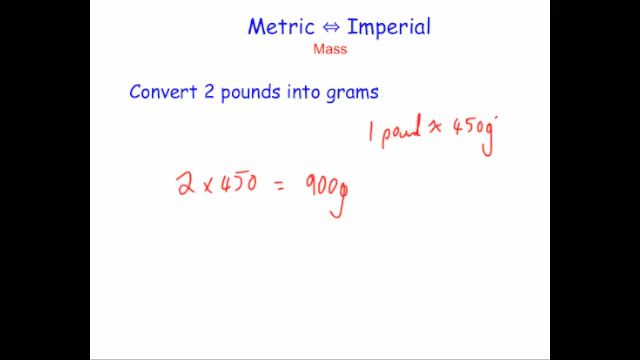 Metric ⇔ Imperial
Mass
Convert 2 pounds into grams
1 pound ≈ 450g
2 × 450 = 900g